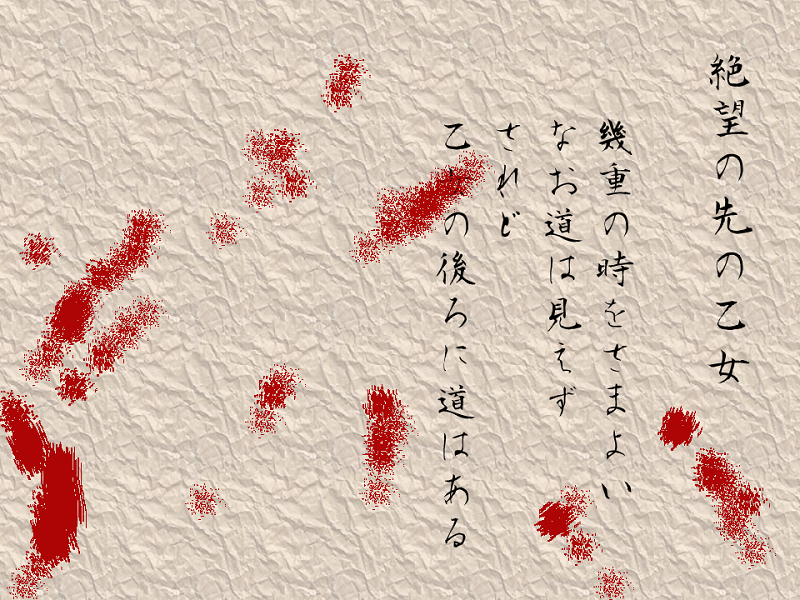 絶望の先の乙女
幾重の時をさまよい
なお道は見えず
されど
乙女の後ろに道はある